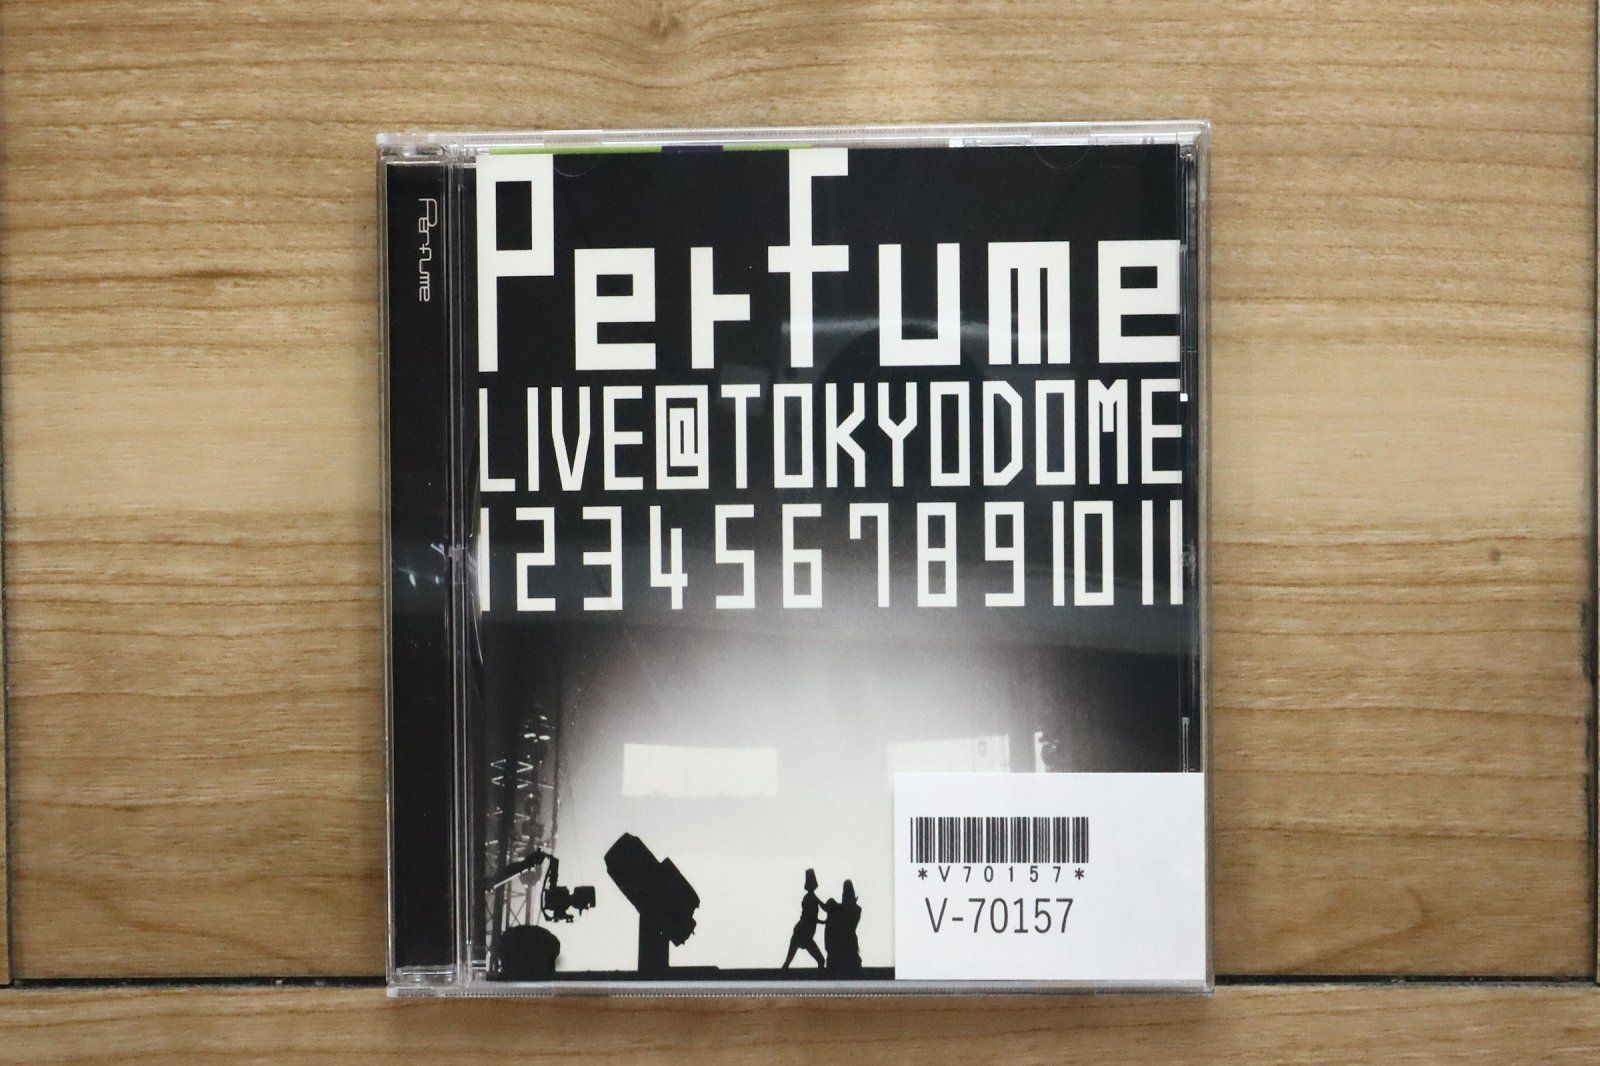 Perfume
Perfume
LIVE@TOKYODOME
1 2 3 4 5 6 7 8 9 10 11
*V70157*
V-70157